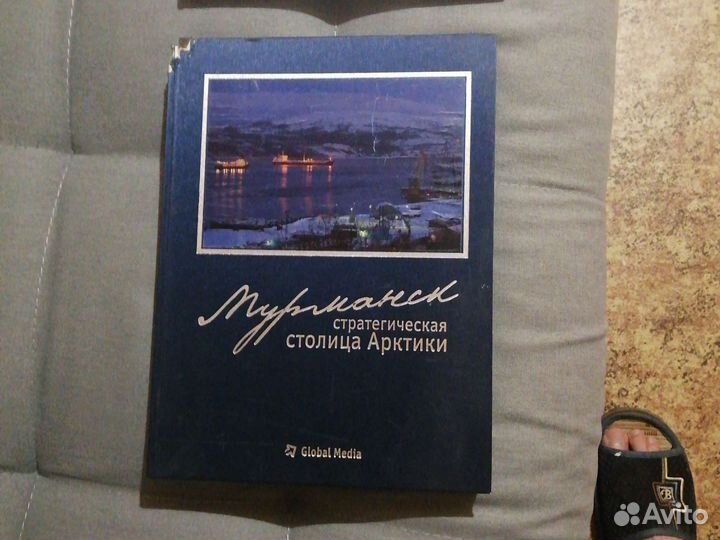 Мурманск
стратегическая
столица Арктики
Global Media
B
Avito